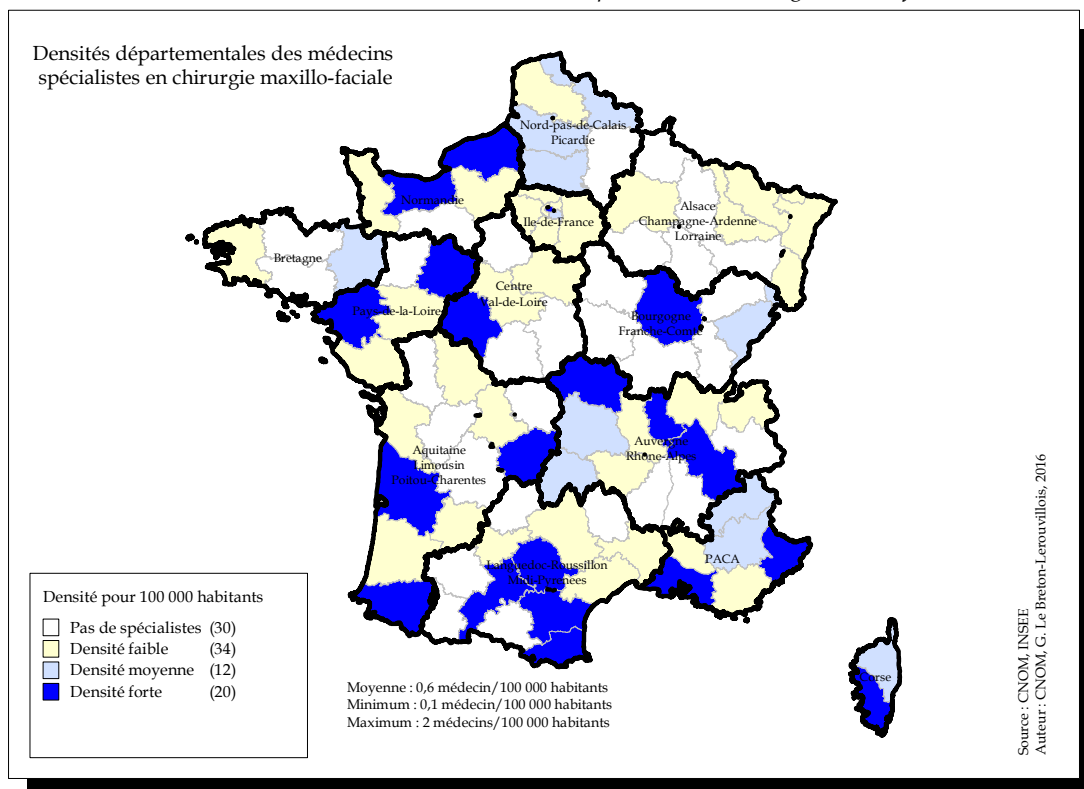 Densités départementales des médecins
spécialistes en chirurgie maxillo-faciale
Nord-pas-de-Calais
Picardie
Normandie
Ile-de-France
Alsace
Champagne-Ardenne
Lorraine
Bretagne
Centre
Val-de-Loire
Pays-de-la-Loire
Bourgogne
Franche-Comté
Auvergne
Rhône-Alpes
Aquitaine
Limousin
Poitou-Charentes
Languedoc-Roussillon
Midi-Pyrénées
PACA
Corse
Densité pour 100 000 habitants
Pas de spécialistes (30)
Densité faible (34)
Densité moyenne (12)
Densité forte (20)
Moyenne : 0,6 médecin/100 000 habitants
Minimum : 0,1 médecin/100 000 habitants
Maximum : 2 médecins/100 000 habitants
Source : CNOM, INSEE
Auteur : CNOM, G. Le Breton-Lerouvillois, 2016